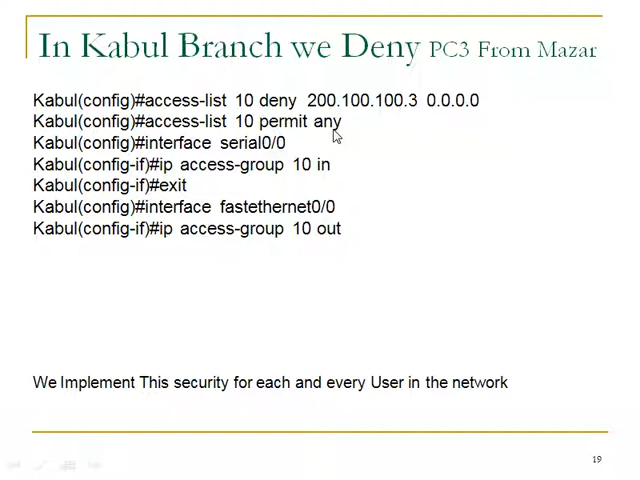 In Kabul Branch we Deny PC3 From Mazar
Kabul(config)#access-list 10 deny 200.100.100.3 0.0.0.0
Kabul(config)#access-list 10 permit any
Kabul(config)#interface serial0/0
Kabul(config-if)#ip access-group 10 in
Kabul(config-if)#exit
Kabul(config)#interface fastethernet0/0
Kabul(config-if)#ip access-group 10 out
We Implement This security for each and every User in the network
19